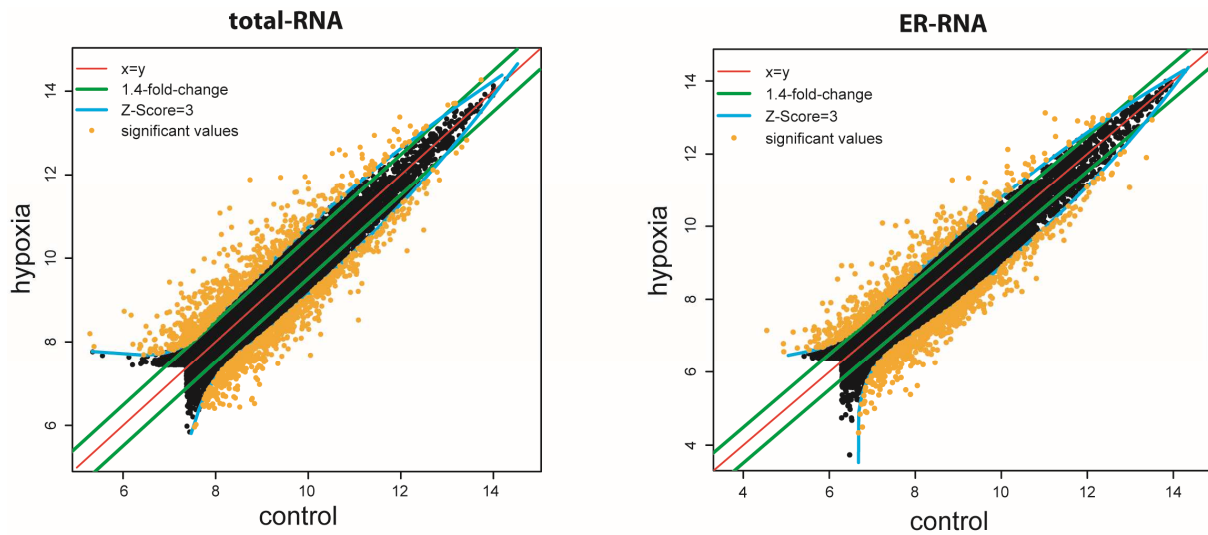 total-RNA
x=y
1.4-fold-change
Z-Score=3
significant values
14
12
10
8
6
hypoxia
6
8
10
12
14
control
ER-RNA
x=y
1.4-fold-change
Z-Score=3
significant values
14
12
10
8
6
4
hypoxia
4
6
8
10
12
14
control